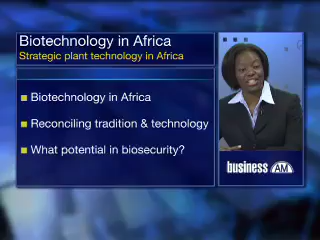 Biotechnology in Africa
Strategic plant technology in Africa
Biotechnology in Africa
Reconciling tradition & technology
What potential in biosecurity?
business AM